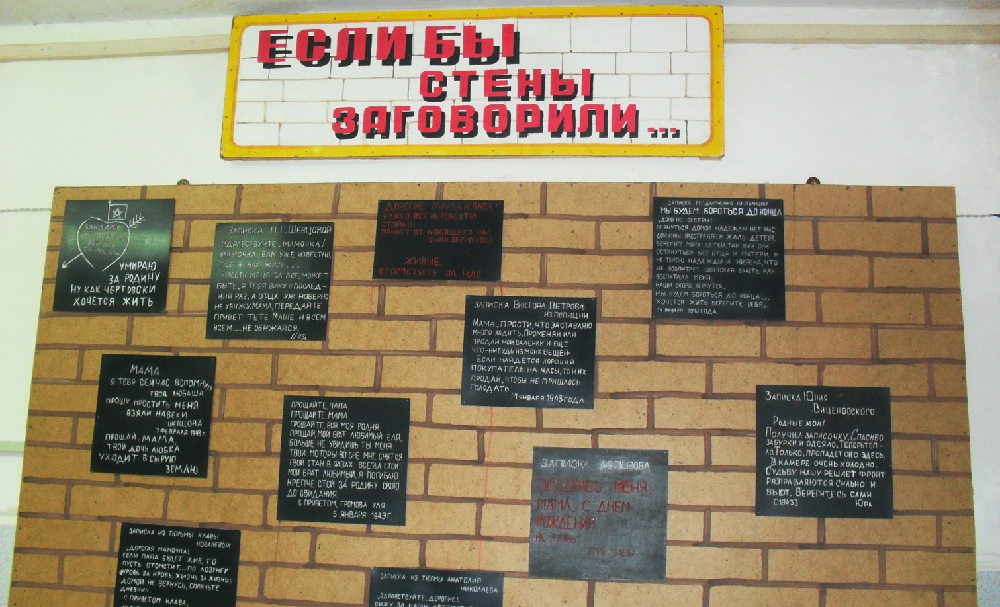 ЕСЛИ БЫ
СТЕНЫ
ЗАГОВОРИЛИ...
БОНДАРЕВА
ГРОМОВА
САМОШИНА
УМИРАЮ
ЗА РОДИНУ
НУ КАК ЧЕРТОВСКИ
ХОЧЕТСЯ ЖИТЬ
ЗАПИСКА Л.Г.ШЕВЦОВОЙ
ЗДРАВСТВУЙТЕ, МАМОЧКА!
МАМОЧКА, ВАМ УЖЕ ИЗВЕСТНО,
ГДЕ Я НАХОЖУСЬ...
ПРОСТИ МЕНЯ ЗА ВСЕ, МОЖЕТ
БЫТЬ, Я ТЕБЯ ВИЖУ В ПОСЛЕД-
НИЙ РАЗ, А ОТЦА УЖ НАВЕРНО
НЕ УВИЖУ. МАМА, ПЕРЕДАЙТЕ
ПРИВЕТ ТЕТЕ МАШЕ И ВСЕМ
ВСЕМ... НЕ ОБИЖАЙСЯ,
ДОРОГИЕ МАМА И ПАПА!
НУЖНО ВСЕ ПЕРЕНЕСТИ
СТОЙКО!
ПРИВЕТ ОТ ЛЮБЯЩЕГО ВАС
СЫНА ЗЕМНУХОВА
ЖИВЫЕ,
ОТОМСТИТЕ ЗА НАС
ЗАПИСКА ВИКТОРА ПЕТРОВА
ИЗ ПОЛИЦИИ
МАМА, ПРОСТИ, ЧТО ЗАСТАВЛЯЮ
МНОГО ХОДИТЬ. ПРОМЕНЯЙ ИЛИ
ПРОДАЙ МОИ ВАЛЕНКИ И ЕЩЁ
ЧТО-НИБУДЬ ИЗ МОИХ ВЕЩЕЙ.
ЕСЛИ НАЙДЁТСЯ ХОРОШИЙ
ПОКУПАТЕЛЬ НА ЧАСЫ, ТО И ИХ
ПРОДАЙ, ЧТОБЫ НЕ ПРИШЛОСЬ
ГОЛОДАТЬ.
ЯНВАРЯ 1943 ГОДА
ЗАПИСКА М.Г.ДЫМЧЕНКО ИЗ ПОЛИЦИИ
МЫ БУДЕМ БОРОТЬСЯ ДО КОНЦА
„ДОРОГИЕ СЕСТРЫ!
ВЕРНУТЬСЯ ДОМОЙ НАДЕЖДЫ НЕТ. НАС
ДОЛЖНЫ РАССТРЕЛЯТЬ. ЖАЛЬ ДЕТЕЙ.
БЕРЕГИТЕ МОИХ ДЕТЕЙ, ТАК КАК ОНИ
ОСТАНУТЬСЯ БЕЗ ОТЦА И МАТЕРИ. Я
НЕ ТЕРЯЮ НАДЕЖДЫ И УВЕРЕНА, ЧТО
ИХ ВОСПИТАЕТ СОВЕТСКАЯ ВЛАСТЬ, КАК
ВОСПИТАЛА МЕНЯ.
НАШИ СКОРО ВЕРНУТСЯ.
МЫ БУДЕМ БОРОТЬСЯ ДО КОНЦА...
ХОЧЕТСЯ ЖИТЬ. БЕРЕГИТЕ СЕБЯ„.
14 ЯНВАРЯ 1943 ГОДА
МАМА
Я ТЕБЯ СЕЙЧАС ВСПОМНИЛА
ТВОЯ ЛЮБАША
ПРОШУ ПРОСТИТЬ МЕНЯ
ВЗЯЛИ НАВЕКИ
ШЕВЦОВА
7 ФЕВРАЛЯ 1943 г.
ПРОЩАЙ, МАМА,
ТВОЯ ДОЧЬ ЛЮБКА
УХОДИТ В СЫРУЮ
ЗЕМЛЮ
ПРОЩАЙТЕ, ПАПА,
ПРОЩАЙТЕ, МАМА,
ПРОЩАЙТЕ, ВСЯ МОЯ РОДНЯ
ПРОЩАЙ, МОЙ БРАТ ЛЮБИМЫЙ ЕЛЯ,
БОЛЬШЕ НЕ УВИДИШЬ ТЫ МЕНЯ
ТВОИ МОТОРЫ ВО СНЕ МНЕ СНЯТСЯ
ТВОЙ СТАН В ГЛАЗАХ ВСЕГДА СТОИТ
МОЙ БРАТ ЛЮБИМЫЙ, Я ПОГИБАЮ
КРЕПЧЕ СТОЙ ЗА РОДИНУ СВОЮ
ДО СВИДАНИЯ
С ПРИВЕТОМ, ГРОМОВА УЛЯ.
5 ЯНВАРЯ 1943 Г.
ЗАПИСКА
ПОЗДРАВЬ МЕНЯ
МАМА, С ДНЕМ
РОЖДЕНИЯ
НЕ ПЛАЧЬ
УТРИ СЛЕЗЫ
ЗАПИСКА ЮРИЯ
ВИЦЕНОВСКОГО
РОДНЫЕ МОИ!
ПОЛУЧИЛ ЗАПИСОЧКУ. СПАСИБО
ЗА БУРКИ И ОДЕЯЛО. ТЕПЕРЬ ТЕП-
ЛО. ТОЛЬКО, ПРОПАДЕТ ОНО ЗДЕСЬ.
В КАМЕРЕ ОЧЕНЬ ХОЛОДНО.
СУДЬБУ НАШУ РЕШАЕТ ФРОНТ
РАСПРАВЛЯЮТСЯ СИЛЬНО И
БЬЮТ. БЕРЕГИТЕСЬ САМИ
[1943] ЮРА
ЗАПИСКА ИЗ ТЮРЬМЫ КЛАВЫ
КОВАЛЕВОЙ
„ДОРОГАЯ МАМОЧКА!
ЕСЛИ ПАПА БУДЕТ ЖИВ, ТО
ПУСТЬ ОТОМСТИТ... ПО ЛОЗУНГУ
КРОВЬ ЗА КРОВЬ, ЖИЗНЬ ЗА ЖИЗНЬ
ДОМОЙ НЕ ВЕРНУСЬ, СПРЯЧЬТЕ
ДНЕВНИК.
С ПРИВЕТОМ КЛАВА„
ЗАПИСКА ИЗ ТЮРМЫ АНАТОЛИЯ
НИКОЛАЕВА
„ЗДРАВСТВУЙТЕ, ДОРОГИЕ!
СИЖУ ЗА НАГАН,